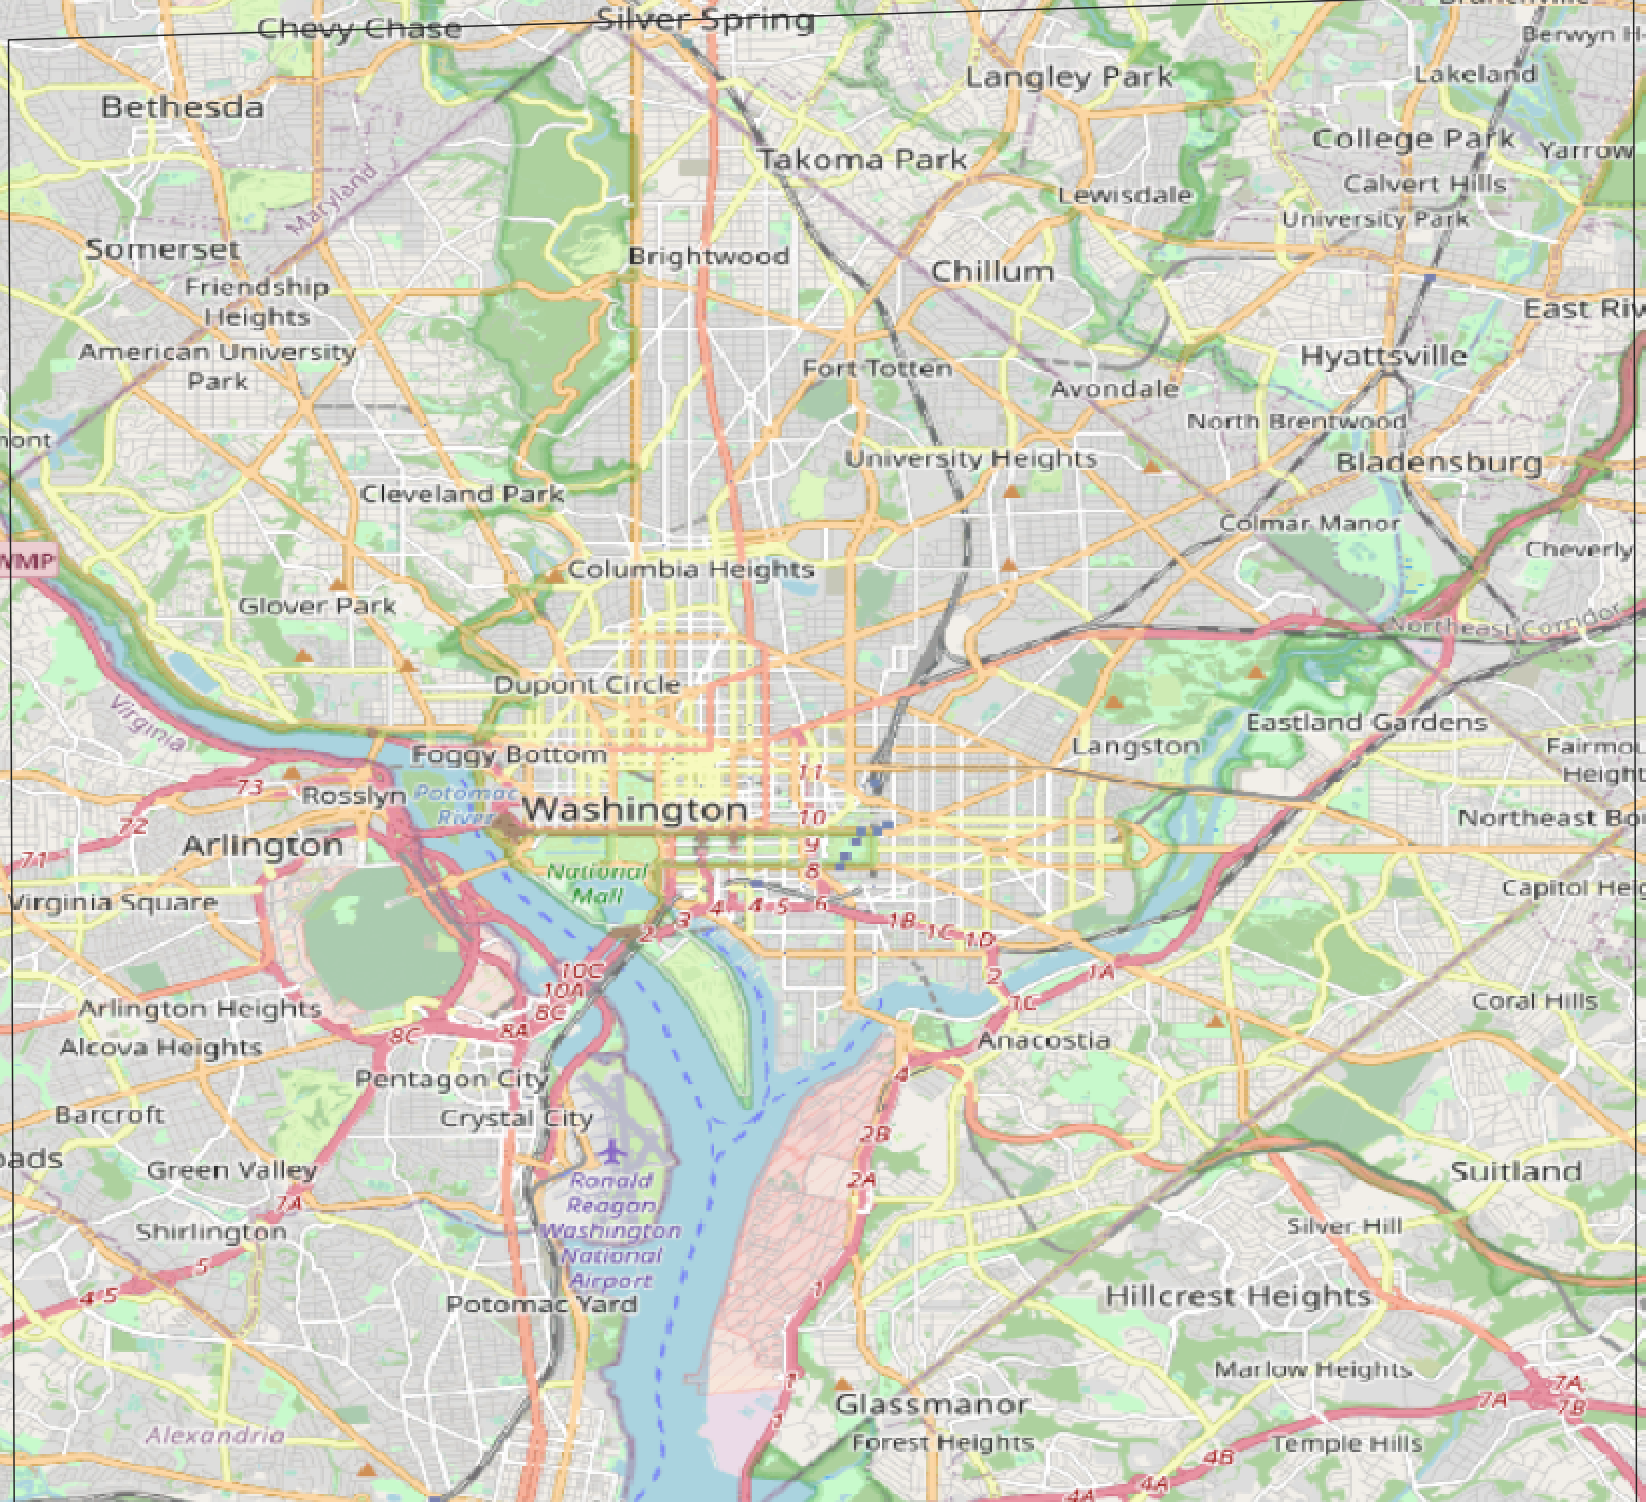 Chevy Chase
Silver Spring
Berwyn H
Langley Park
Lakeland
Bethesda
College Park
Takoma Park
Yarrow
Maryland
Lewisdale
Calvert Hills
University Park
Somerset
Brightwood
Chillum
Friendship
Heights
East Riv
American University
Park
Fort Totten
Hyattsville
Avondale
North Brentwood
mont
University Heights
Bladensburg
Cleveland Park
Colmar Manor
Cheverly
WMP
Columbia Heights
Glover Park
Northeast Corridor
Dupont Circle
Virginia
Eastland Gardens
Foggy Bottom
Langston
Fairmou
Height
11
73
Rosslyn
Potomac
River
Washington
10
Northeast Bo
72
Arlington
9
71
National
Mall
8
Virginia Square
Capitol Heig
2
3
4
4-5
6
1B
1C
1D
10C
10A
2
1A
8C
1C
Arlington Heights
Coral Hills
8C
8A
Anacostia
Alcova Heights
Pentagon City
4
Barcroft
Crystal City
2B
oads
Green Valley
Suitland
7A
2A
Ronald
Reagan
Washington
National
Airport
Shirlington
Silver Hill
5
4-5
Potomac Yard
1
Hillcrest Heights
Marlow Heights
1
7A
7A
7B
Glassmanor
1
Alexandria
Forest Heights
Temple Hills
4B
4A
4A